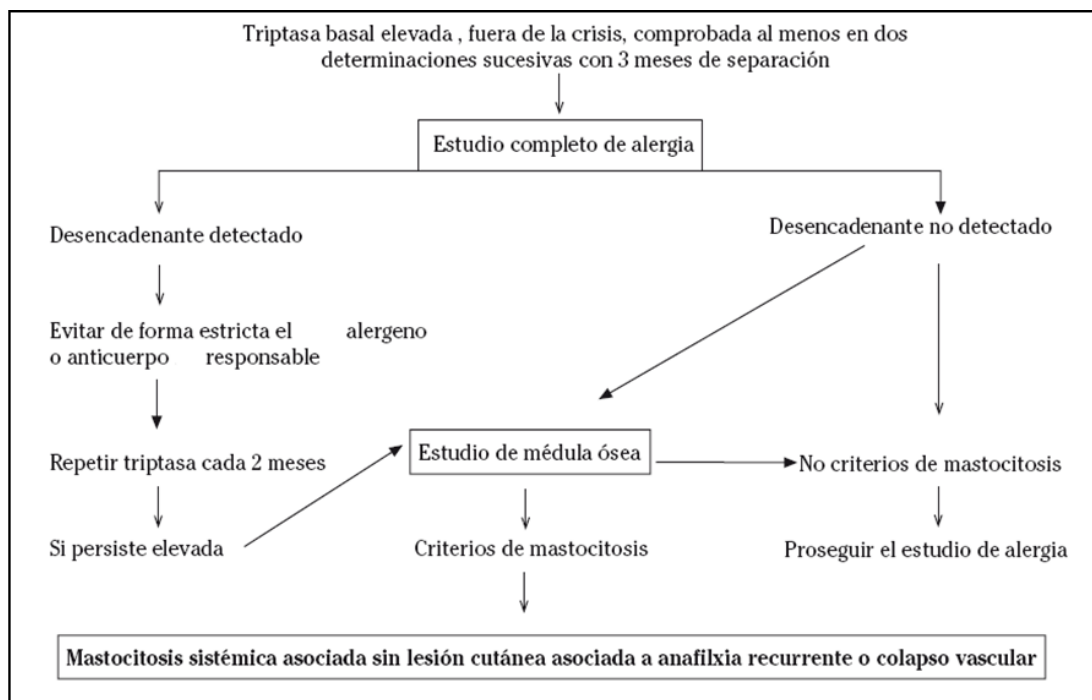 Triptasa basal elevada , fuera de la crisis, comprobada al menos en dos
determinaciones sucesivas con 3 meses de separación
Estudio completo de alergia
Desencadenante detectado
Desencadenante no detectado
Evitar de forma estricta el alergeno
o anticuerpo responsable
Repetir triptasa cada 2 meses
Estudio de médula ósea
No criterios de mastocitosis
Si persiste elevada
Criterios de mastocitosis
Proseguir el estudio de alergia
Mastocitosis sistémica asociada sin lesión cutánea asociada a anafilxia recurrente o colapso vascular